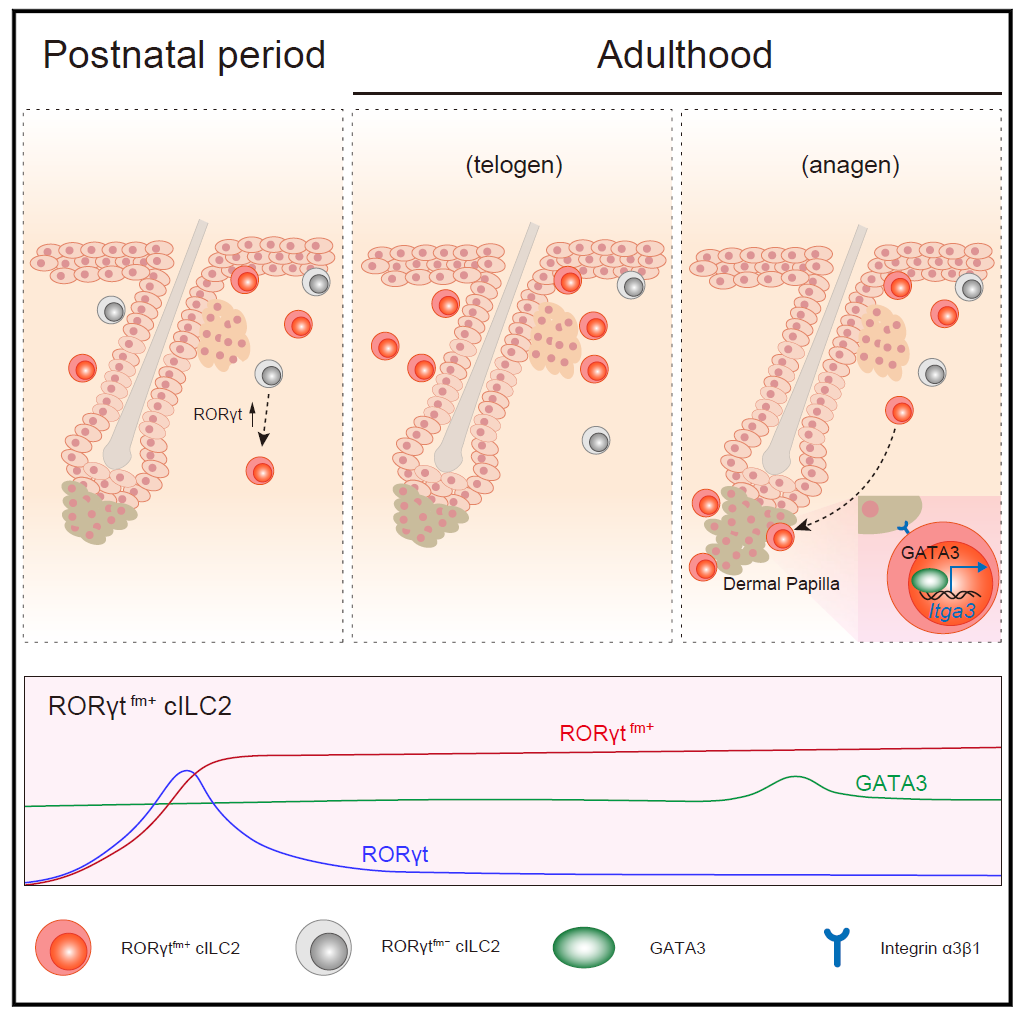 Postnatal period
Adulthood
(telogen)
(anagen)
RORγt
GATA3
Itga3
Dermal Papilla
RORγt fm+ cILC2
RORγt fm+
GATA3
RORγt
RORγtfm+ cILC2
RORγtfm− cILC2
GATA3
Integrin α3β1